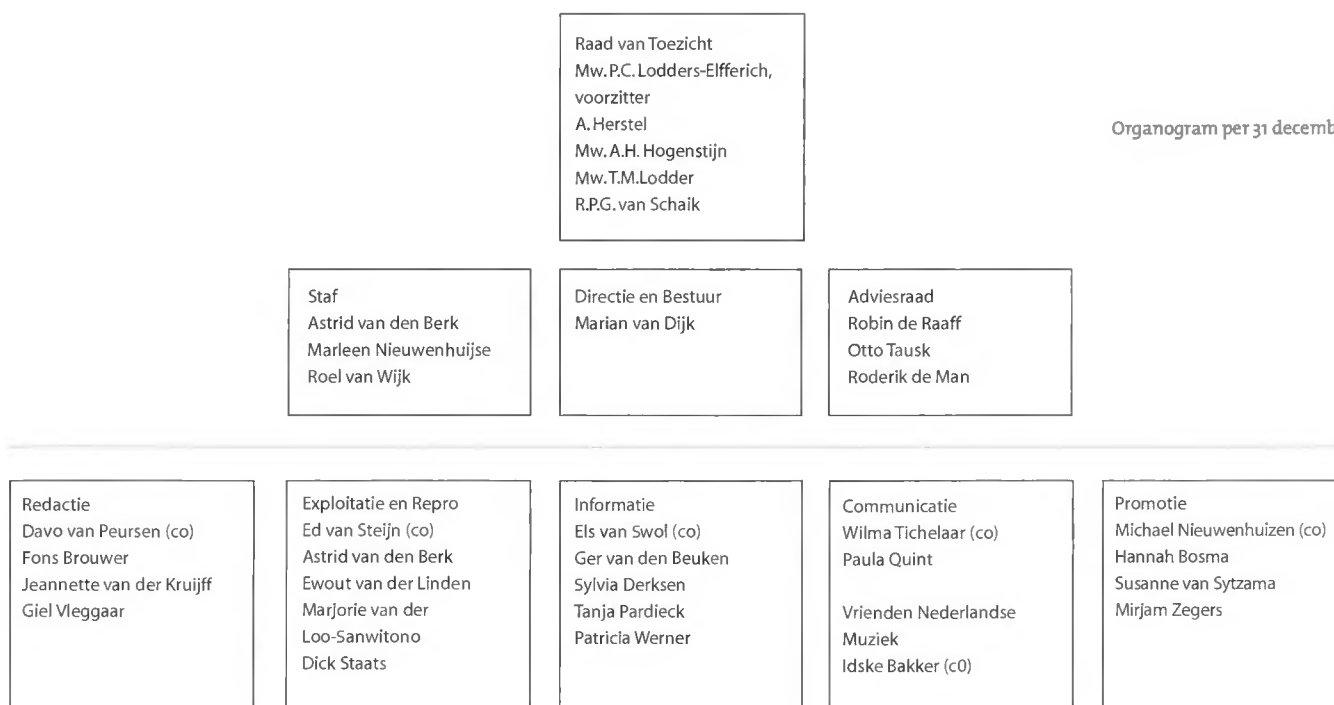 Raad van Toezicht
Mw. P.C. Lodders-Elfferich,
voorzitter
A. Herstel
Mw. A.H. Hogenstijn
Mw. T.M. Lodder
R.P.G. van Schaik
Organogram per 31 decemb
Staf
Astrid van den Berk
Marleen Nieuwenhuijse
Roel van Wijk
Directie en Bestuur
Marian van Dijk
Adviesraad
Robin de Raaff
Otto Tausk
Roderik de Man
Redactie
Davo van Peursen (co)
Fons Brouwer
Jeannette van der Kruijff
Giel Vleggaar
Exploitatie en Repro
Ed van Steijn (co)
Astrid van den Berk
Ewout van der Linden
Marjorie van der
Loo-Sanwitono
Dick Staats
Informatie
Els van Swol (co)
Ger van den Beuken
Sylvia Derksen
Tanja Pardieck
Patricia Werner
Communicatie
Wilma Tichelaar (co)
Paula Quint
Vrienden Nederlandse
Muziek
Idske Bakker (c0)
Promotie
Michael Nieuwenhuizen (co)
Hannah Bosma
Susanne van Sytzama
Mirjam Zegers